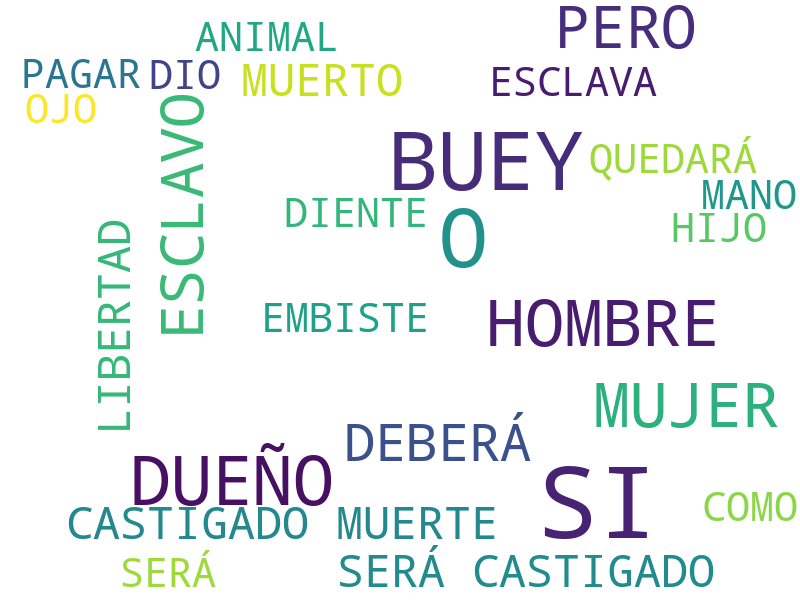 PERO
ANIMAL
PAGAR
DIO
MUERTO
ESCLAVA
OJO
ESCLAVO
BUEY
QUEDARÁ
MANO
DIENTE
O
HIJO
LIBERTAD
EMBISTE
HOMBRE
MUJER
DEBERÁ
DUEÑO
SI
COMO
CASTIGADO MUERTE
SERÁ
SERÁ CASTIGADO